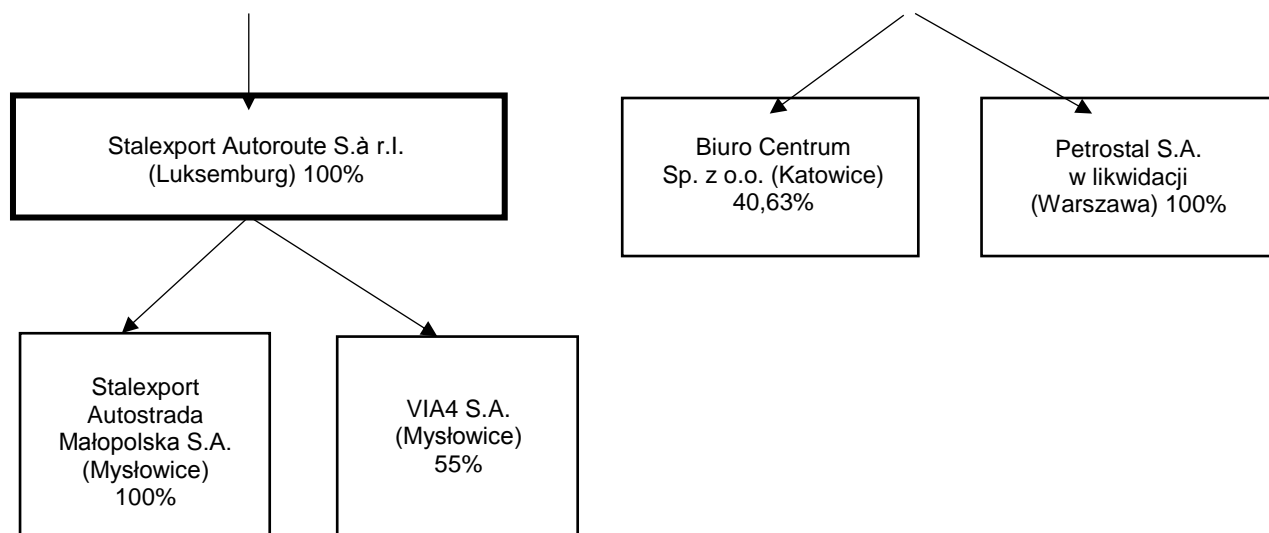 Stalexport Autoroute S.à r.l.
(Luksemburg) 100%
Biuro Centrum
Sp. z o.o. (Katowice)
40,63%
Petrostal S.A.
w likwidacji
(Warszawa) 100%
Stalexport
Autostrada
Małopolska S.A.
(Mysłowice)
100%
VIA4 S.A.
(Mysłowice)
55%